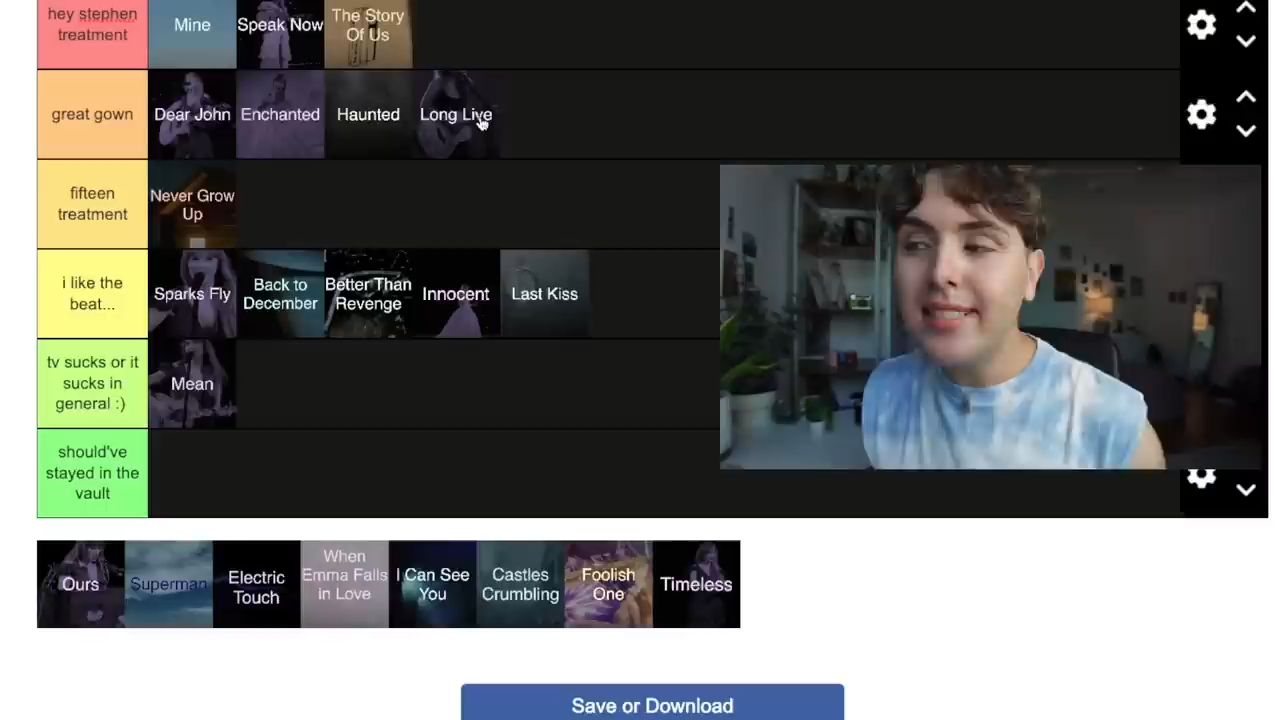 hey stephen
treatment
Mine
Speak Now
The Story
Of Us
great gown
Dear John
Enchanted
Haunted
Long Live
fifteen
treatment
Never Grow
Up
i like the
beat...
Sparks Fly
Back to
December
Better Than
Revenge
Innocent
Last Kiss
tv sucks or it
sucks in
general :)
Mean
should've
stayed in the
vault
Ours
Superman
Electric
Touch
When
Emma Falls
in Love
I Can See
You
Castles
Crumbling
Foolish
One
Timeless
Save or Download